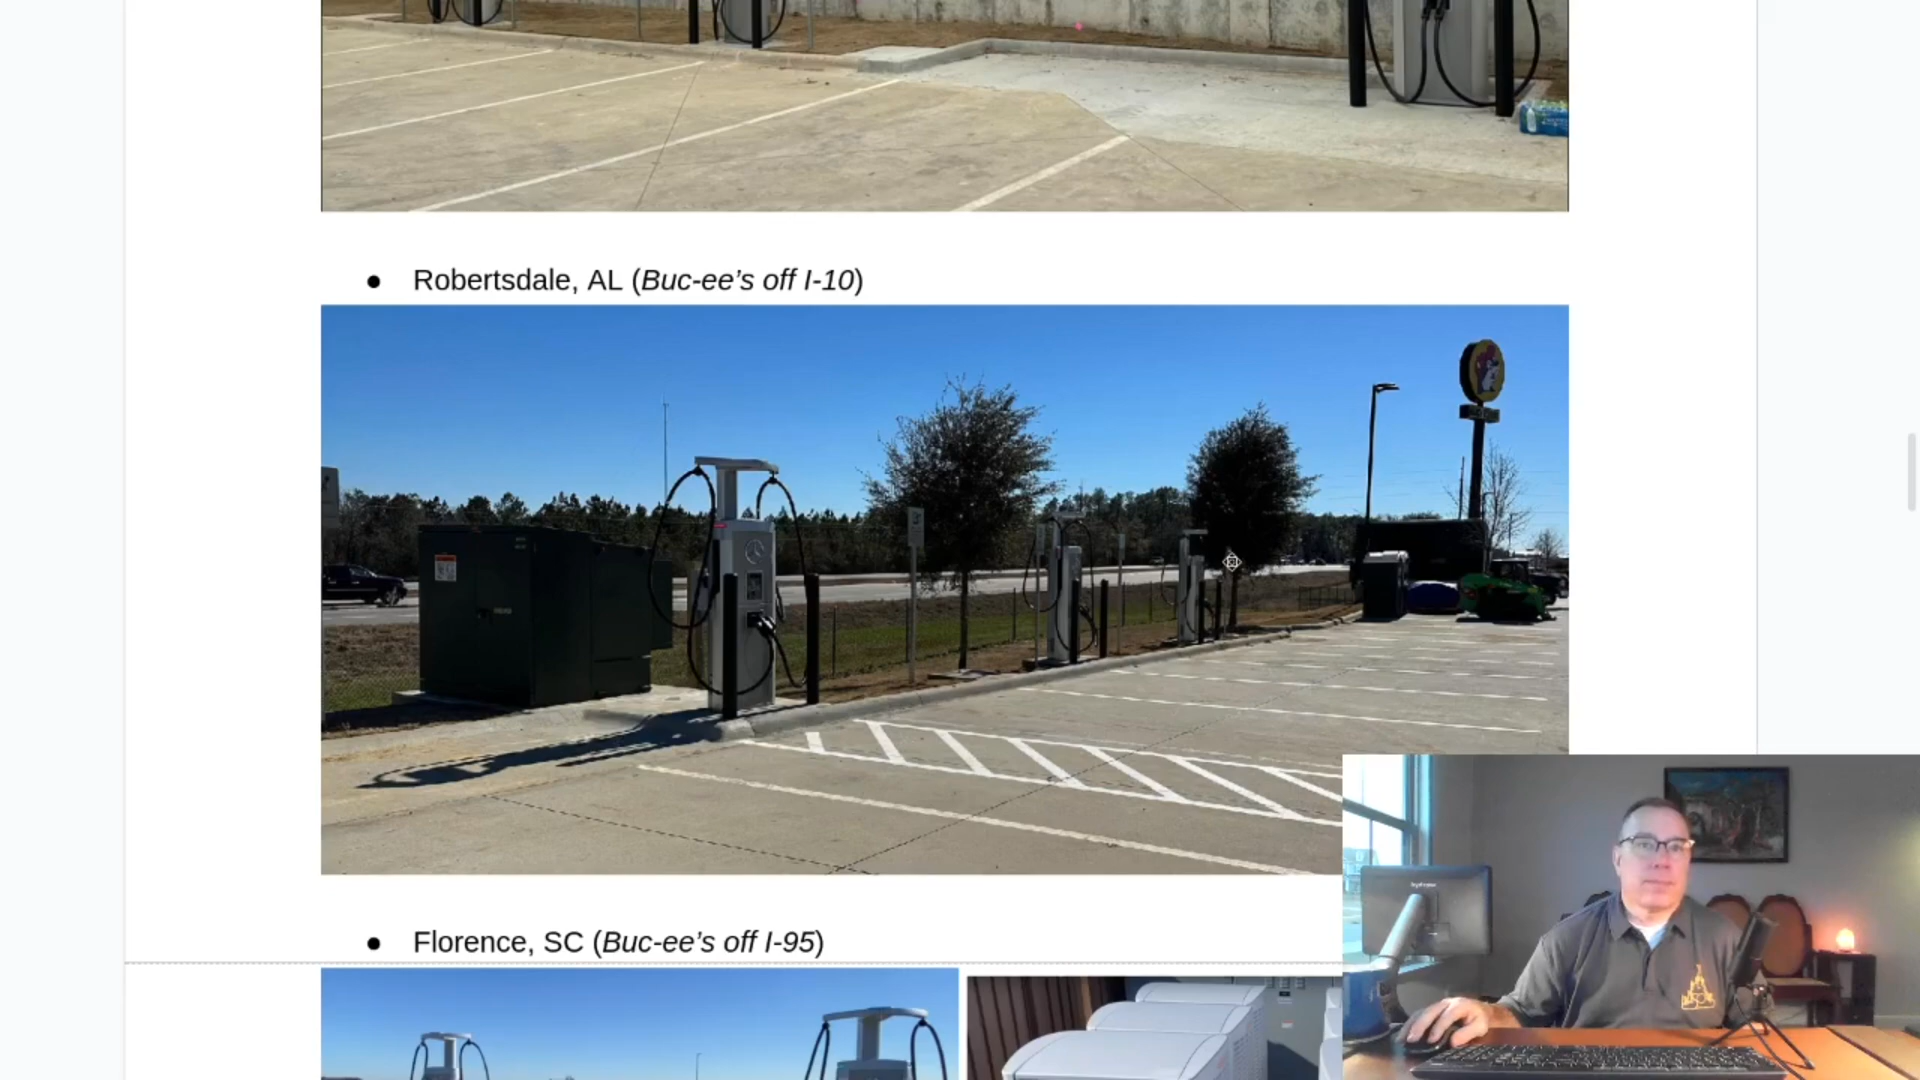 ● Robertsdale, AL (Buc-ee’s off I-10)
● Florence, SC (Buc-ee’s off I-95)